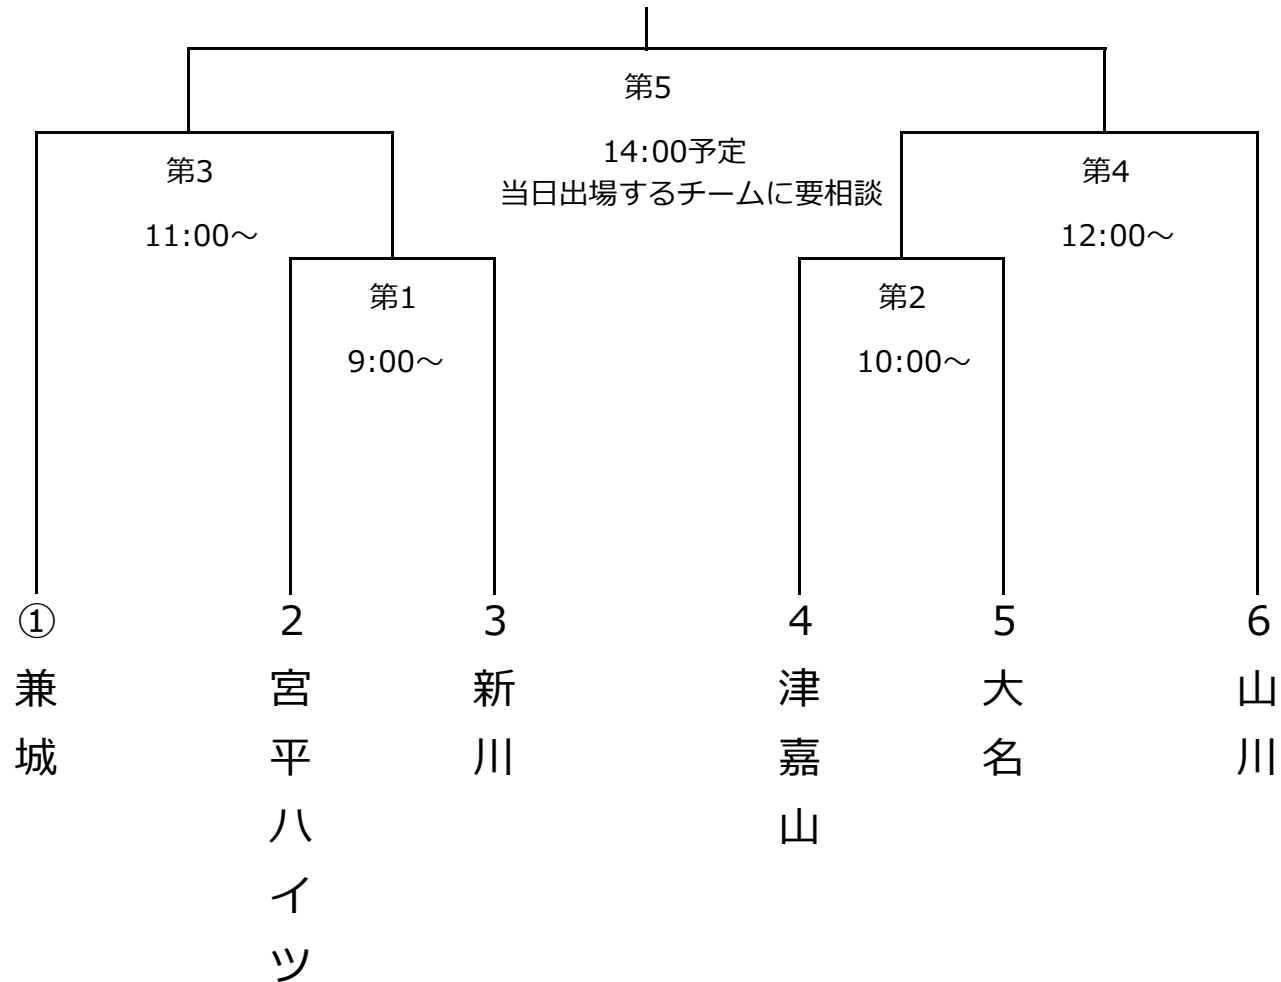 第5
14:00予定
当日出場するチームに要相談
第3
11:00～
第4
12:00～
第1
9:00～
第2
10:00～
①
兼城
2
宮平ハイツ
3
新川
4
津嘉山
5
大名
6
山川